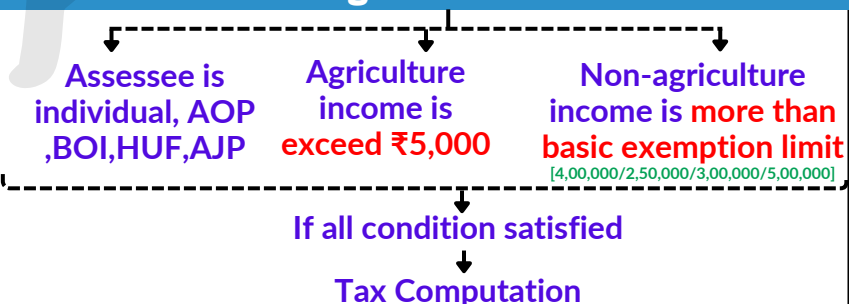 Assessee is
individual, AOP
,BOI,HUF,AJP
Agriculture
income is
exceed ₹5,000
Non-agriculture
income is more than
basic exemption limit
[4,00,000/2,50,000/3,00,000/5,00,000]
If all condition satisfied
Tax Computation